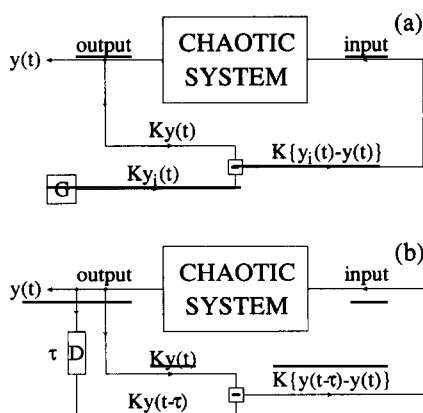 (a)
output CHAOTIC SYSTEM input
y(t)
Ky(t)
-
K{y_i(t)-y(t)}
Ky_i(t)
G
(b)
output CHAOTIC SYSTEM input
y(t)
τ D
Ky(t)
-
K{y(t-τ)-y(t)}
Ky(t-τ)